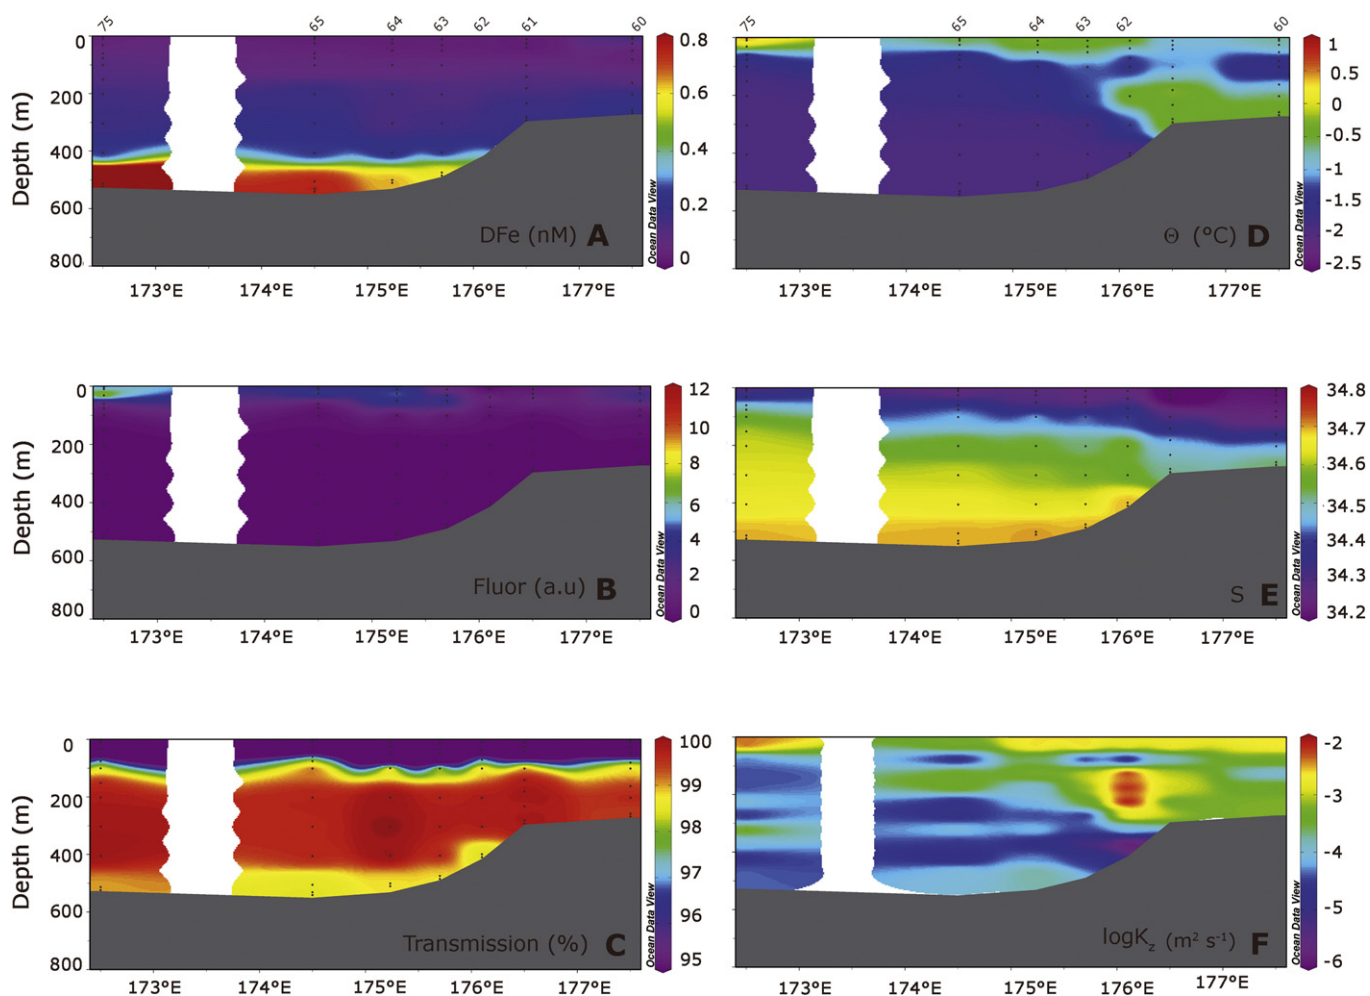 75 65 64 63 62 61 60
0
200
400
600
800
Depth (m)
0.8
0.6
0.4
0.2
0
Ocean Data View
DFe (nM) A
173°E 174°E 175°E 176°E 177°E
75 65 64 63 62 60
1
0.5
0
-0.5
-1
-1.5
-2
-2.5
Ocean Data View
Θ (°C) D
173°E 174°E 175°E 176°E 177°E
0
200
400
600
800
Depth (m)
12
10
8
6
4
2
0
Ocean Data View
Fluor (a.u) B
173°E 174°E 175°E 176°E 177°E
34.8
34.7
34.6
34.5
34.4
34.3
34.2
Ocean Data View
S E
173°E 174°E 175°E 176°E 177°E
0
200
400
600
800
Depth (m)
100
99
98
97
96
95
Ocean Data View
Transmission (%) C
173°E 174°E 175°E 176°E 177°E
-2
-3
-4
-5
-6
Ocean Data View
logKz (m² s⁻¹) F
173°E 174°E 175°E 176°E 177°E